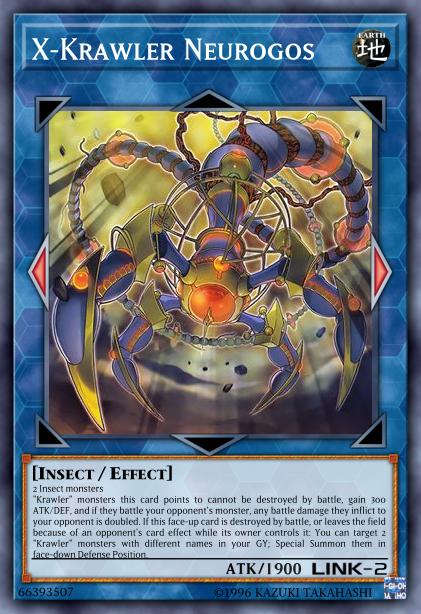 X-Krawler Neurogos
EARTH
地
[Insect / Effect]
2 Insect monsters
"Krawler" monsters this card points to cannot be destroyed by battle, gain 300
ATK/DEF, and if they battle your opponent's monster, any battle damage they inflict to
your opponent is doubled. If this face-up card is destroyed by battle, or leaves the field
because of an opponent's card effect while its owner controls it: You can target 2
"Krawler" monsters with different names in your GY; Special Summon them in
face-down Defense Position.
ATK/1900 LINK-2
66393507 ©1996 KAZUKI TAKAHASHI